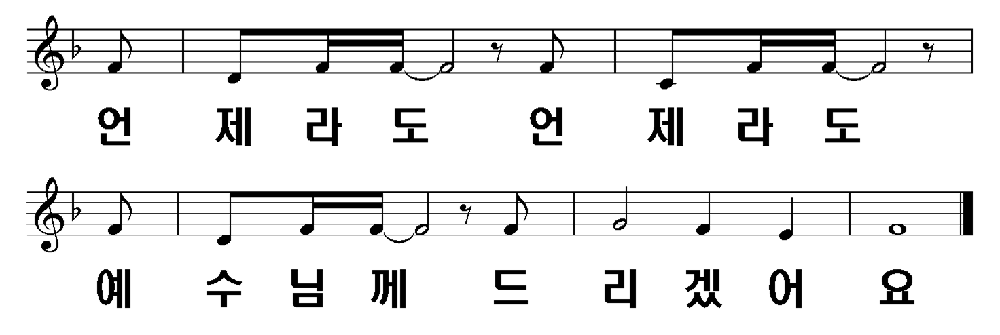 언 제 라 도 언 제 라 도
예 수 님 께 드 리 겠 어 요